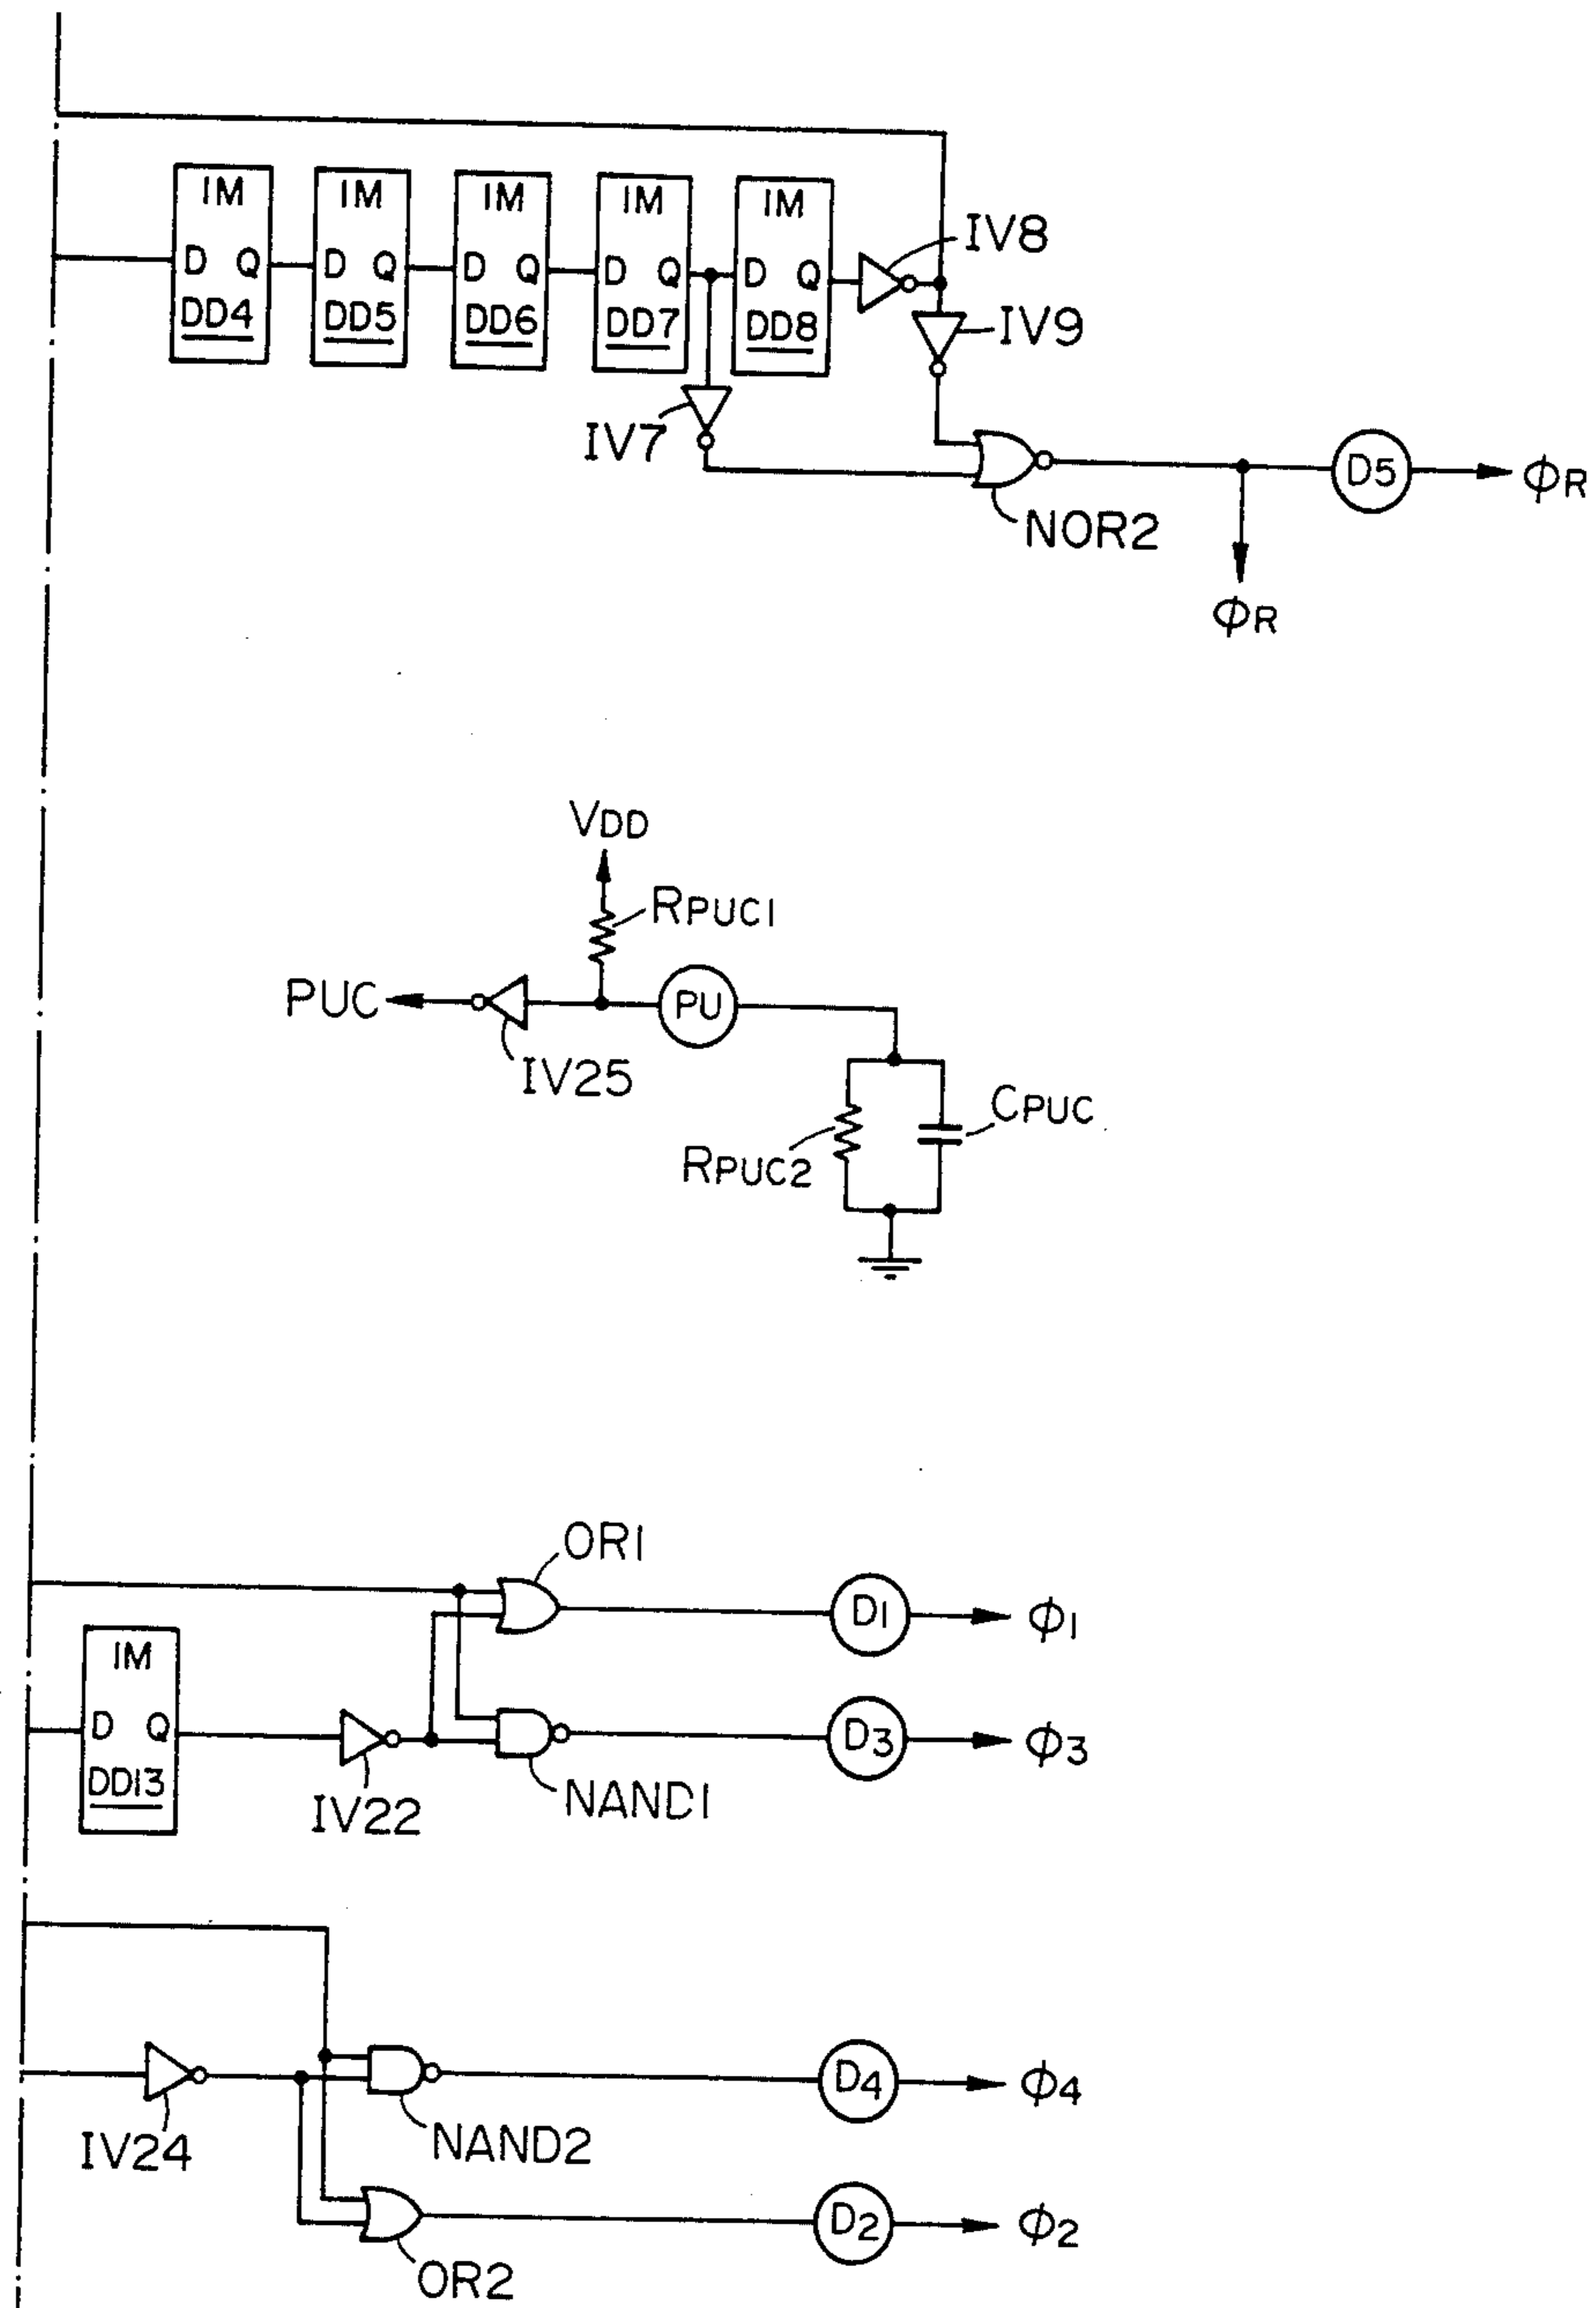 IM IM IM IM IM
IV8
D Q D Q D Q D Q D Q
DD4 DD5 DD6 DD7 DD8
IV9
IV7
D5 ϕR
NOR2
ϕR
VDD
RPUC1
PUC PU
IV25
CPUC
RPUC2
OR1
D1 ϕ1
IM
D Q
D3 ϕ3
DD13
IV22 NAND1
D4 ϕ4
IV24 NAND2
D2 ϕ2
OR2